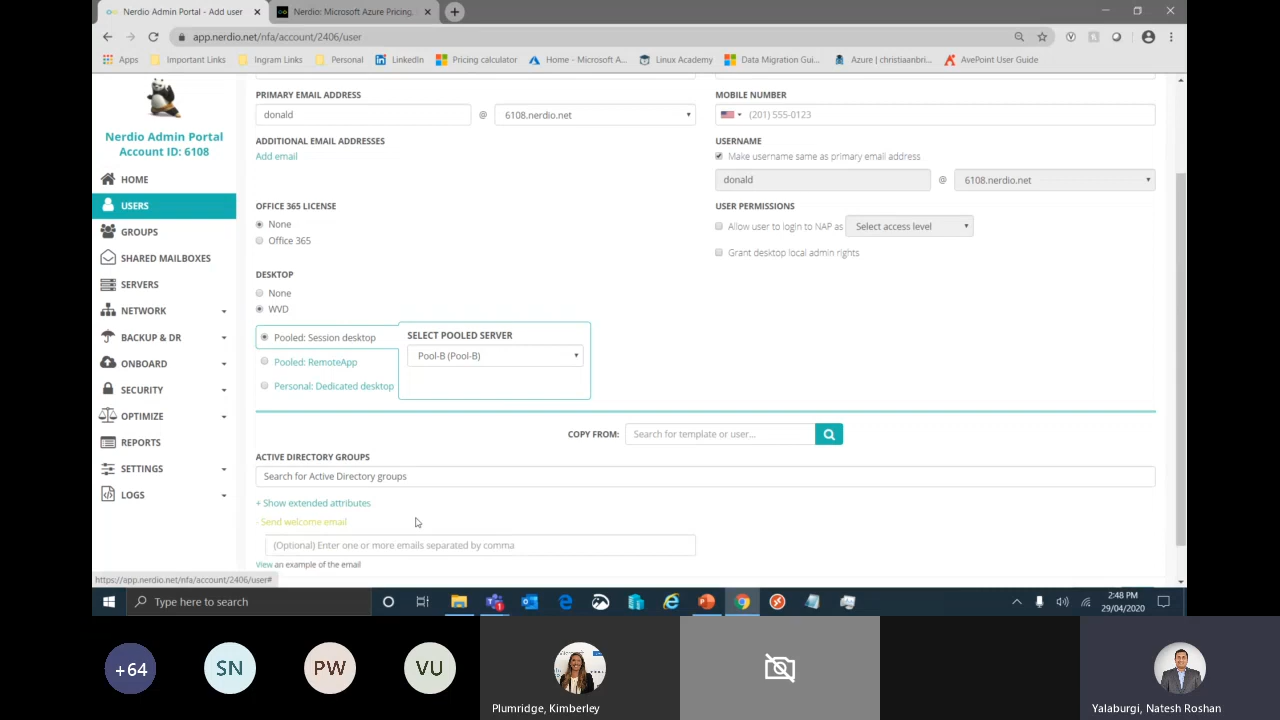 Nerdio Admin Portal - Add user
Nerdio: Microsoft Azure Pricing.
app.nerdio.net/nfa/account/2406/user
Apps Important Links Ingram Links Personal LinkedIn Pricing calculator Home - Microsoft A... Linux Academy Data Migration Gui... Azure | christiaanbri... AvePoint User Guide
Nerdio Admin Portal
Account ID: 6108
HOME
USERS
GROUPS
SHARED MAILBOXES
SERVERS
NETWORK
BACKUP & DR
ONBOARD
SECURITY
OPTIMIZE
REPORTS
SETTINGS
LOGS
PRIMARY EMAIL ADDRESS
donald @ 6108.nerdio.net
ADDITIONAL EMAIL ADDRESSES
Add email
MOBILE NUMBER
(201) 555-0123
USERNAME
Make username same as primary email address
donald @ 6108.nerdio.net
OFFICE 365 LICENSE
None
Office 365
USER PERMISSIONS
Allow user to login to NAP as Select access level
Grant desktop local admin rights
DESKTOP
None
WVD
Pooled: Session desktop
Pooled: RemoteApp
Personal: Dedicated desktop
SELECT POOLED SERVER
Pool-B (Pool-B)
COPY FROM: Search for template or user...
ACTIVE DIRECTORY GROUPS
Search for Active Directory groups
+ Show extended attributes
- Send welcome email
(Optional) Enter one or more emails separated by comma
View an example of the email
https://app.nerdio.net/nfa/account/2406/user#
Type here to search
2:48 PM
29/04/2020
+64
SN
PW
VU
Plumridge, Kimberley
Yalaburgi, Natesh Roshan